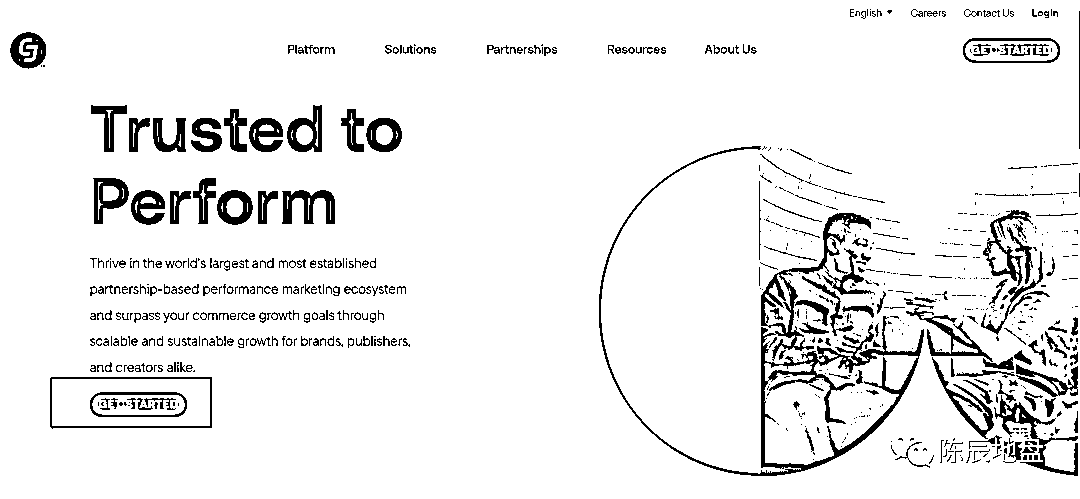 English Careers Contact Us Login
Platform Solutions Partnerships Resources About Us GET STARTED
Trusted to
Perform
Thrive in the world's largest and most established
partnership-based performance marketing ecosystem
and surpass your commerce growth goals through
scalable and sustainable growth for brands, publishers,
and creators alike.
GET STARTED
陈辰地盘